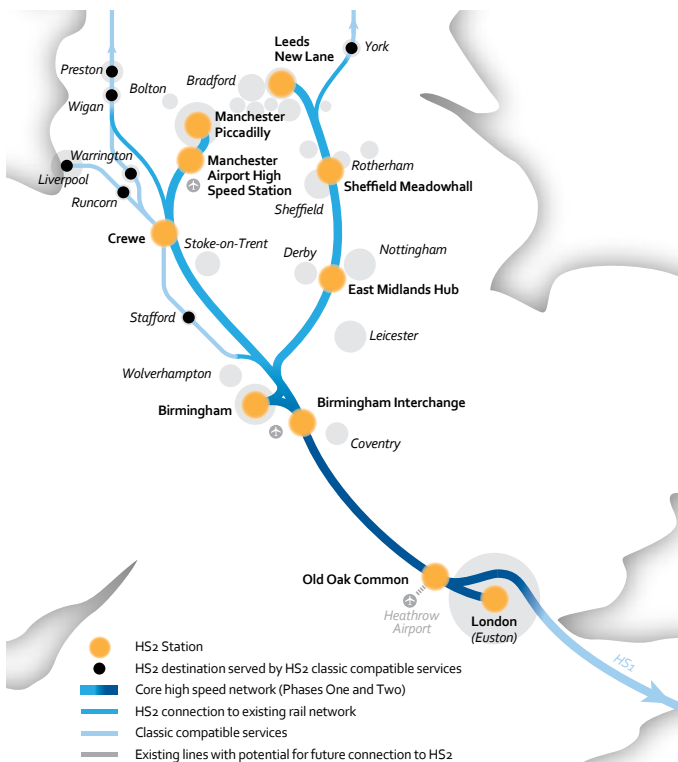 Leeds
New Lane
York
Preston
Bolton
Bradford
Wigan
Manchester
Piccadilly
Warrington
Manchester
Airport High
Speed Station
Rotherham
Liverpool
Sheffield Meadowhall
Runcorn
Sheffield
Crewe
Stoke-on-Trent
Derby
Nottingham
East Midlands Hub
Stafford
Leicester
Wolverhampton
Birmingham
Birmingham Interchange
Coventry
Old Oak Common
Heathrow
Airport
London
(Euston)
HS1
HS2 Station
HS2 destination served by HS2 classic compatible services
Core high speed network (Phases One and Two)
HS2 connection to existing rail network
Classic compatible services
Existing lines with potential for future connection to HS2